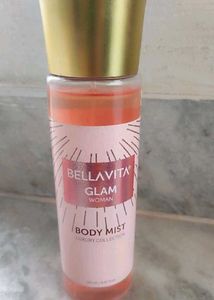 BELLAVITA®
GLAM
WOMAN
BODY MIST
LUXURY COLLECTION